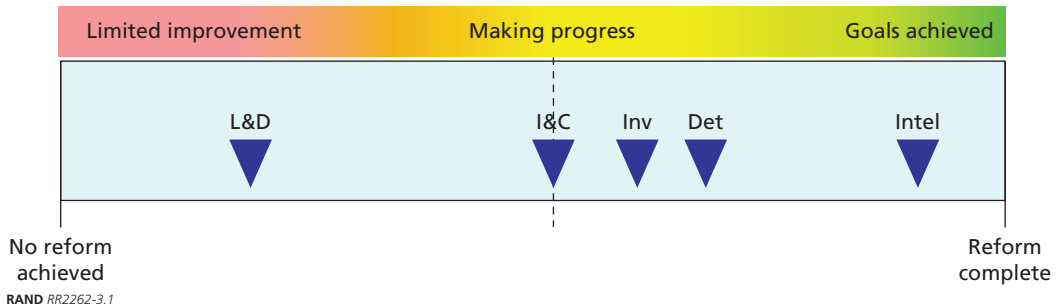 Limited improvement
Making progress
Goals achieved
L&D
I&C
Inv
Det
Intel
No reform
achieved
Reform
complete
RAND RR2262-3.1